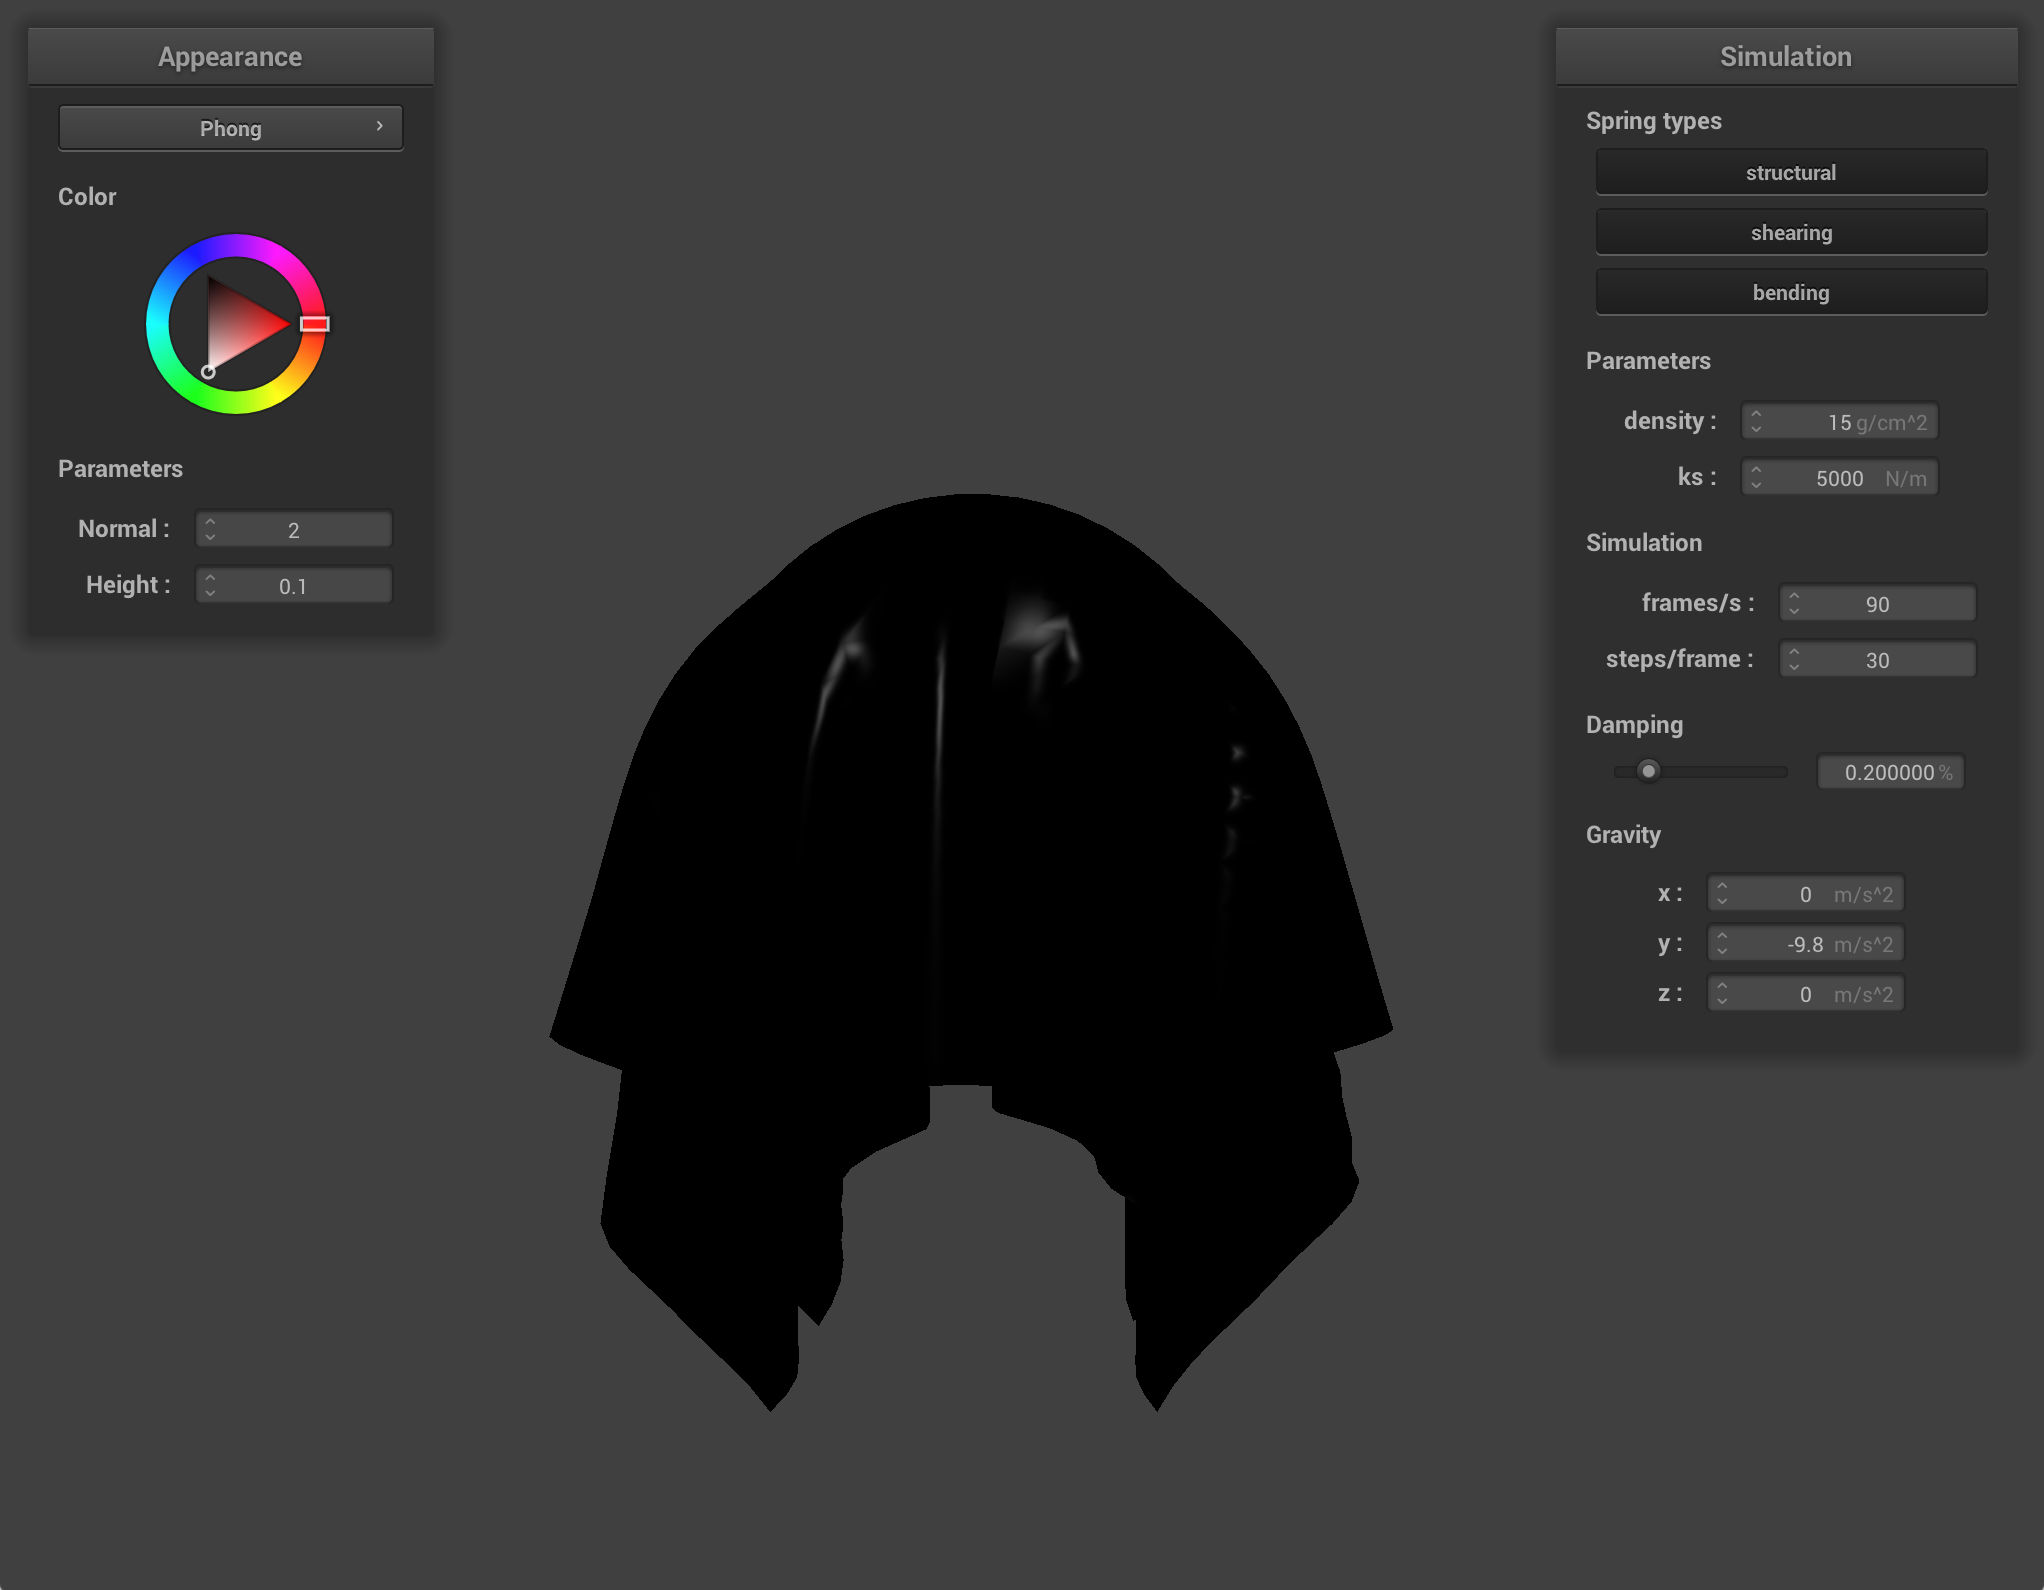 Appearance
Phong
Color
Parameters
Normal : 2
Height : 0.1
Simulation
Spring types
structural
shearing
bending
Parameters
density : 15 g/cm^2
ks : 5000 N/m
Simulation
frames/s : 90
steps/frame : 30
Damping
0.200000 %
Gravity
x : 0 m/s^2
y : -9.8 m/s^2
z : 0 m/s^2